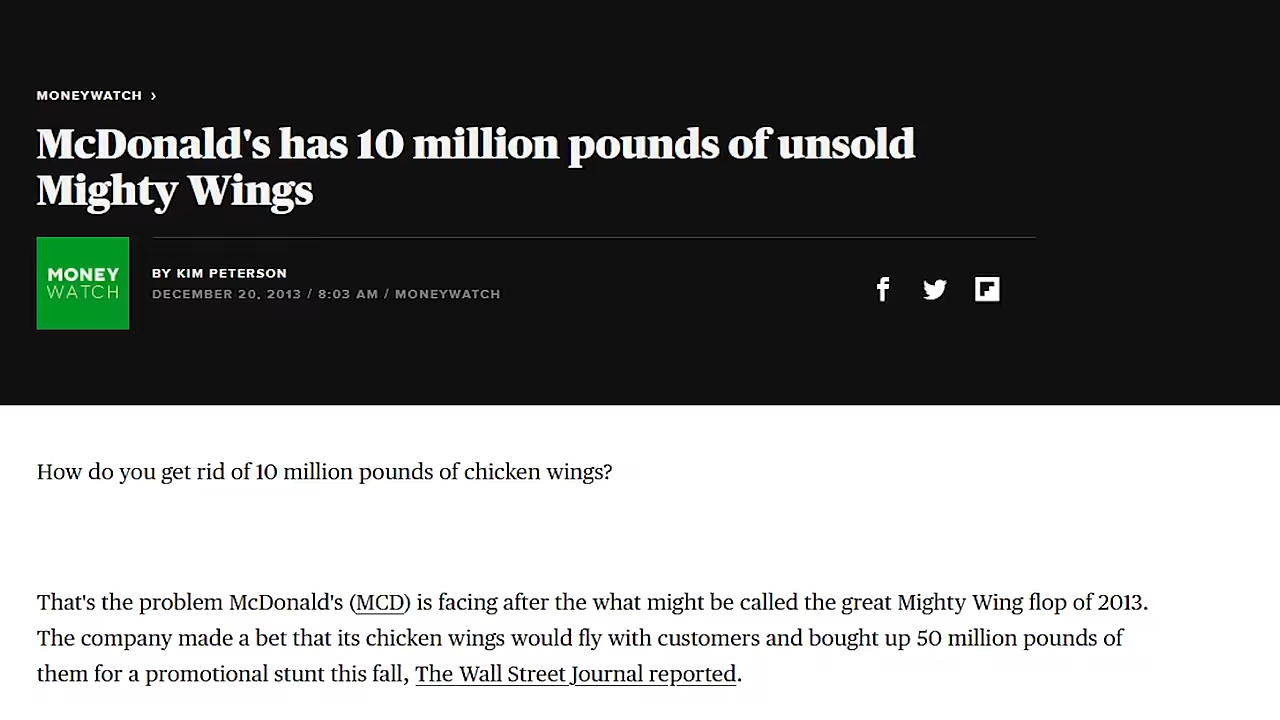 MONEYWATCH ›
McDonald's has 10 million pounds of unsold
Mighty Wings
MONEY
WATCH
BY KIM PETERSON
DECEMBER 20, 2013 / 8:03 AM / MONEYWATCH
How do you get rid of 10 million pounds of chicken wings?
That's the problem McDonald's (MCD) is facing after the what might be called the great Mighty Wing flop of 2013.
The company made a bet that its chicken wings would fly with customers and bought up 50 million pounds of
them for a promotional stunt this fall, The Wall Street Journal reported.